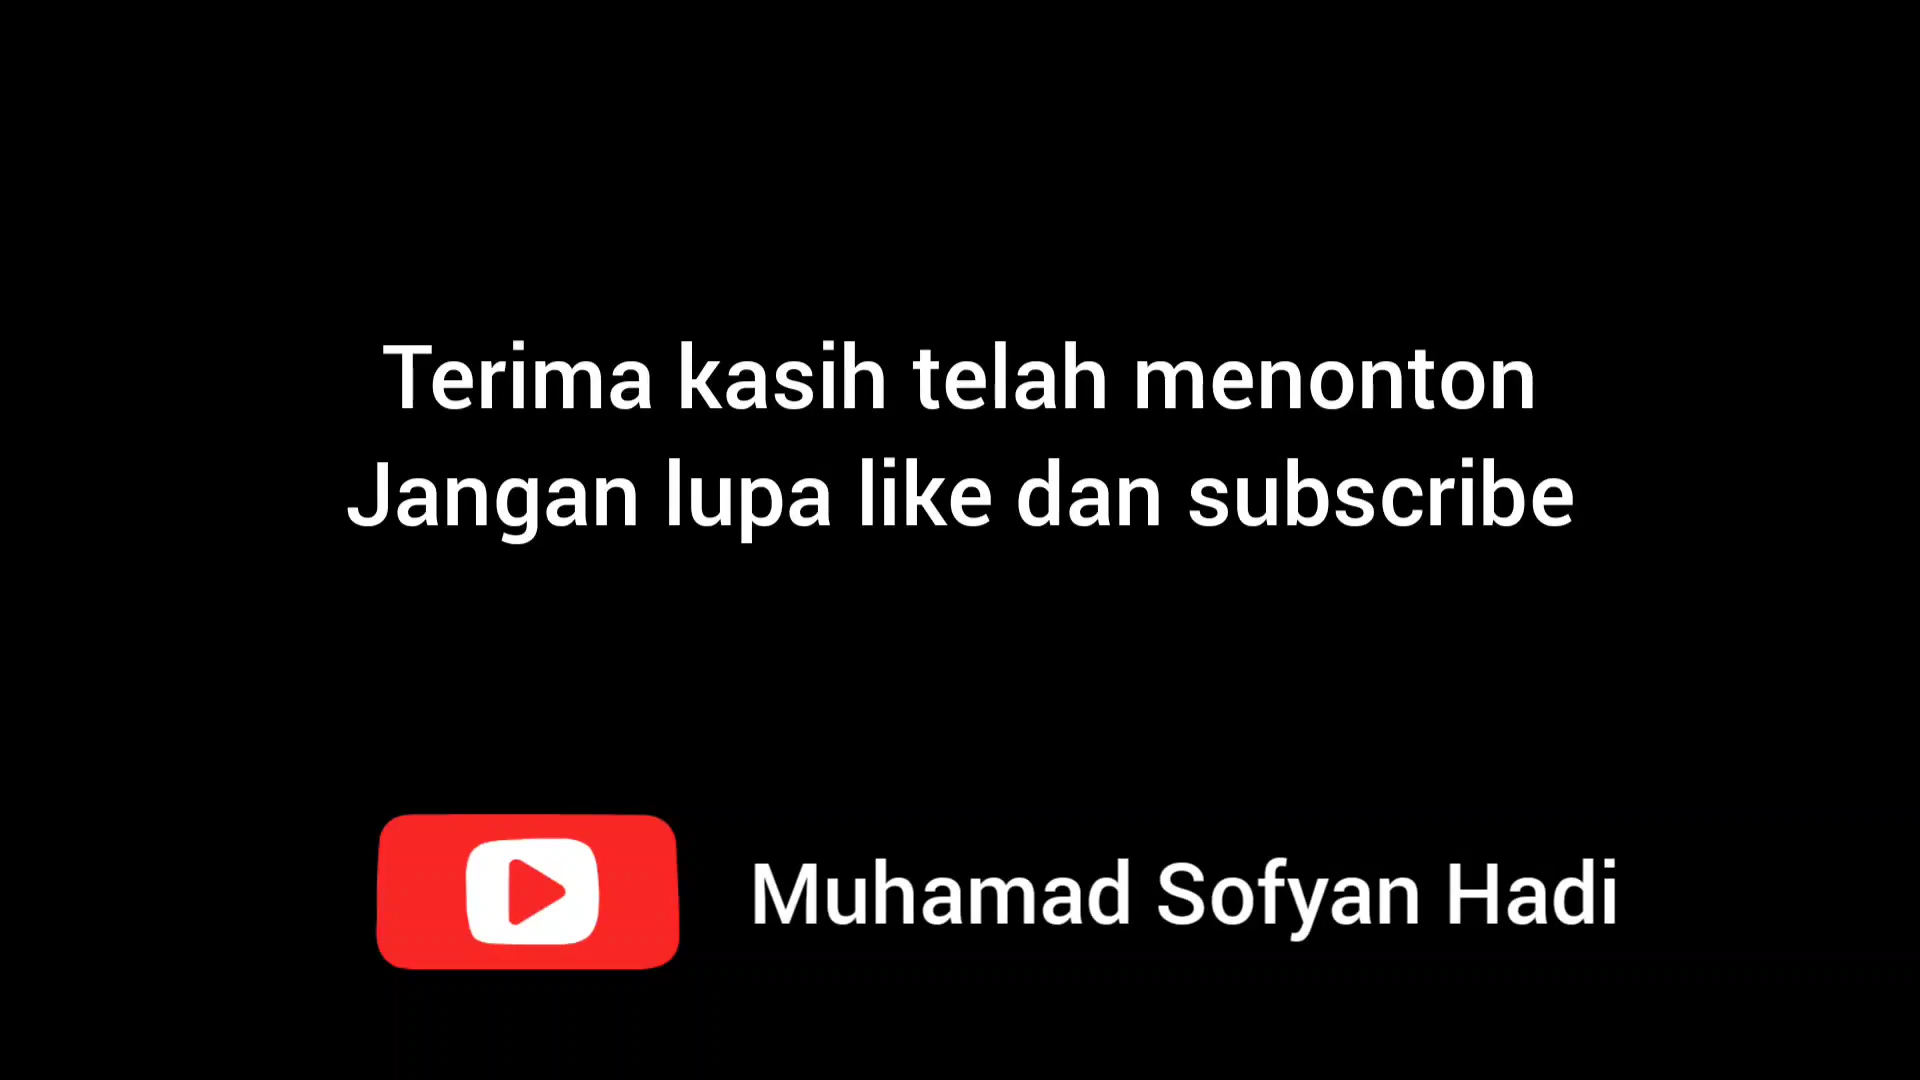 Terima kasih telah menonton
Jangan lupa like dan subscribe
Muhamad Sofyan Hadi